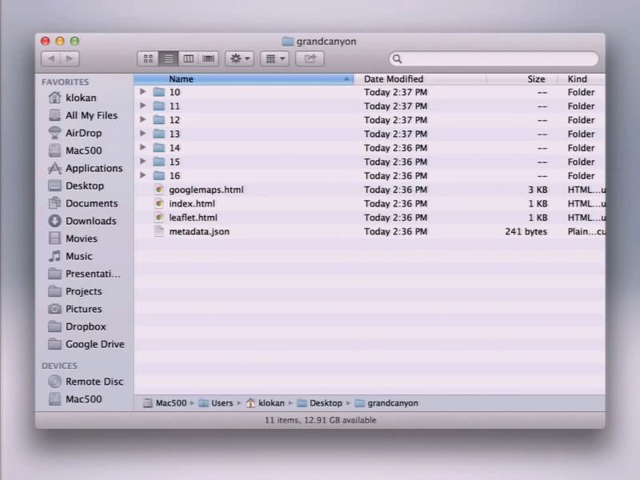 grandcanyon
FAVORITES
klokan
All My Files
AirDrop
Mac500
Applications
Desktop
Documents
Downloads
Movies
Music
Presentati...
Projects
Pictures
Dropbox
Google Drive
DEVICES
Remote Disc
Mac500
Name Date Modified Size Kind
10 Today 2:37 PM -- Folder
11 Today 2:37 PM -- Folder
12 Today 2:37 PM -- Folder
13 Today 2:37 PM -- Folder
14 Today 2:36 PM -- Folder
15 Today 2:36 PM -- Folder
16 Today 2:36 PM -- Folder
googlemaps.html Today 2:36 PM 3 KB HTML...u
index.html Today 2:36 PM 1 KB HTML...u
leaflet.html Today 2:36 PM 1 KB HTML...u
metadata.json Today 2:36 PM 241 bytes Plain...cu
Mac500 Users klokan Desktop grandcanyon
11 items, 12.91 GB available